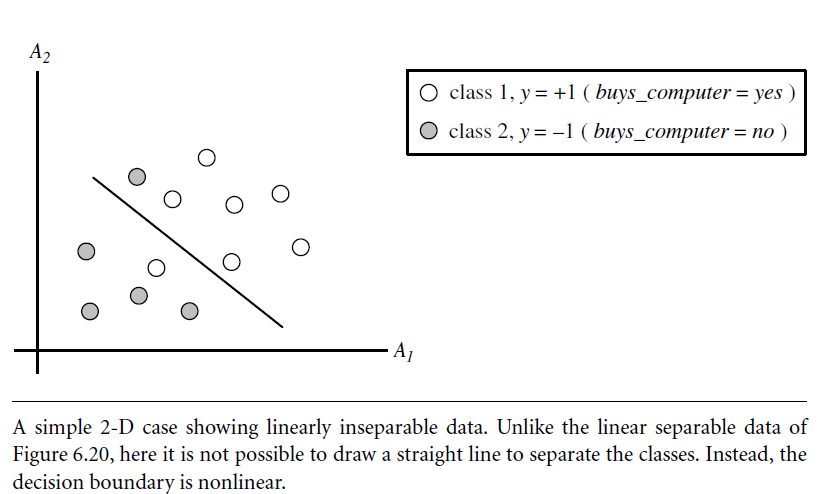 A2
class 1, y = +1 ( buys_computer = yes )
class 2, y = –1 ( buys_computer = no )
A1
A simple 2-D case showing linearly inseparable data. Unlike the linear separable data of
Figure 6.20, here it is not possible to draw a straight line to separate the classes. Instead, the
decision boundary is nonlinear.